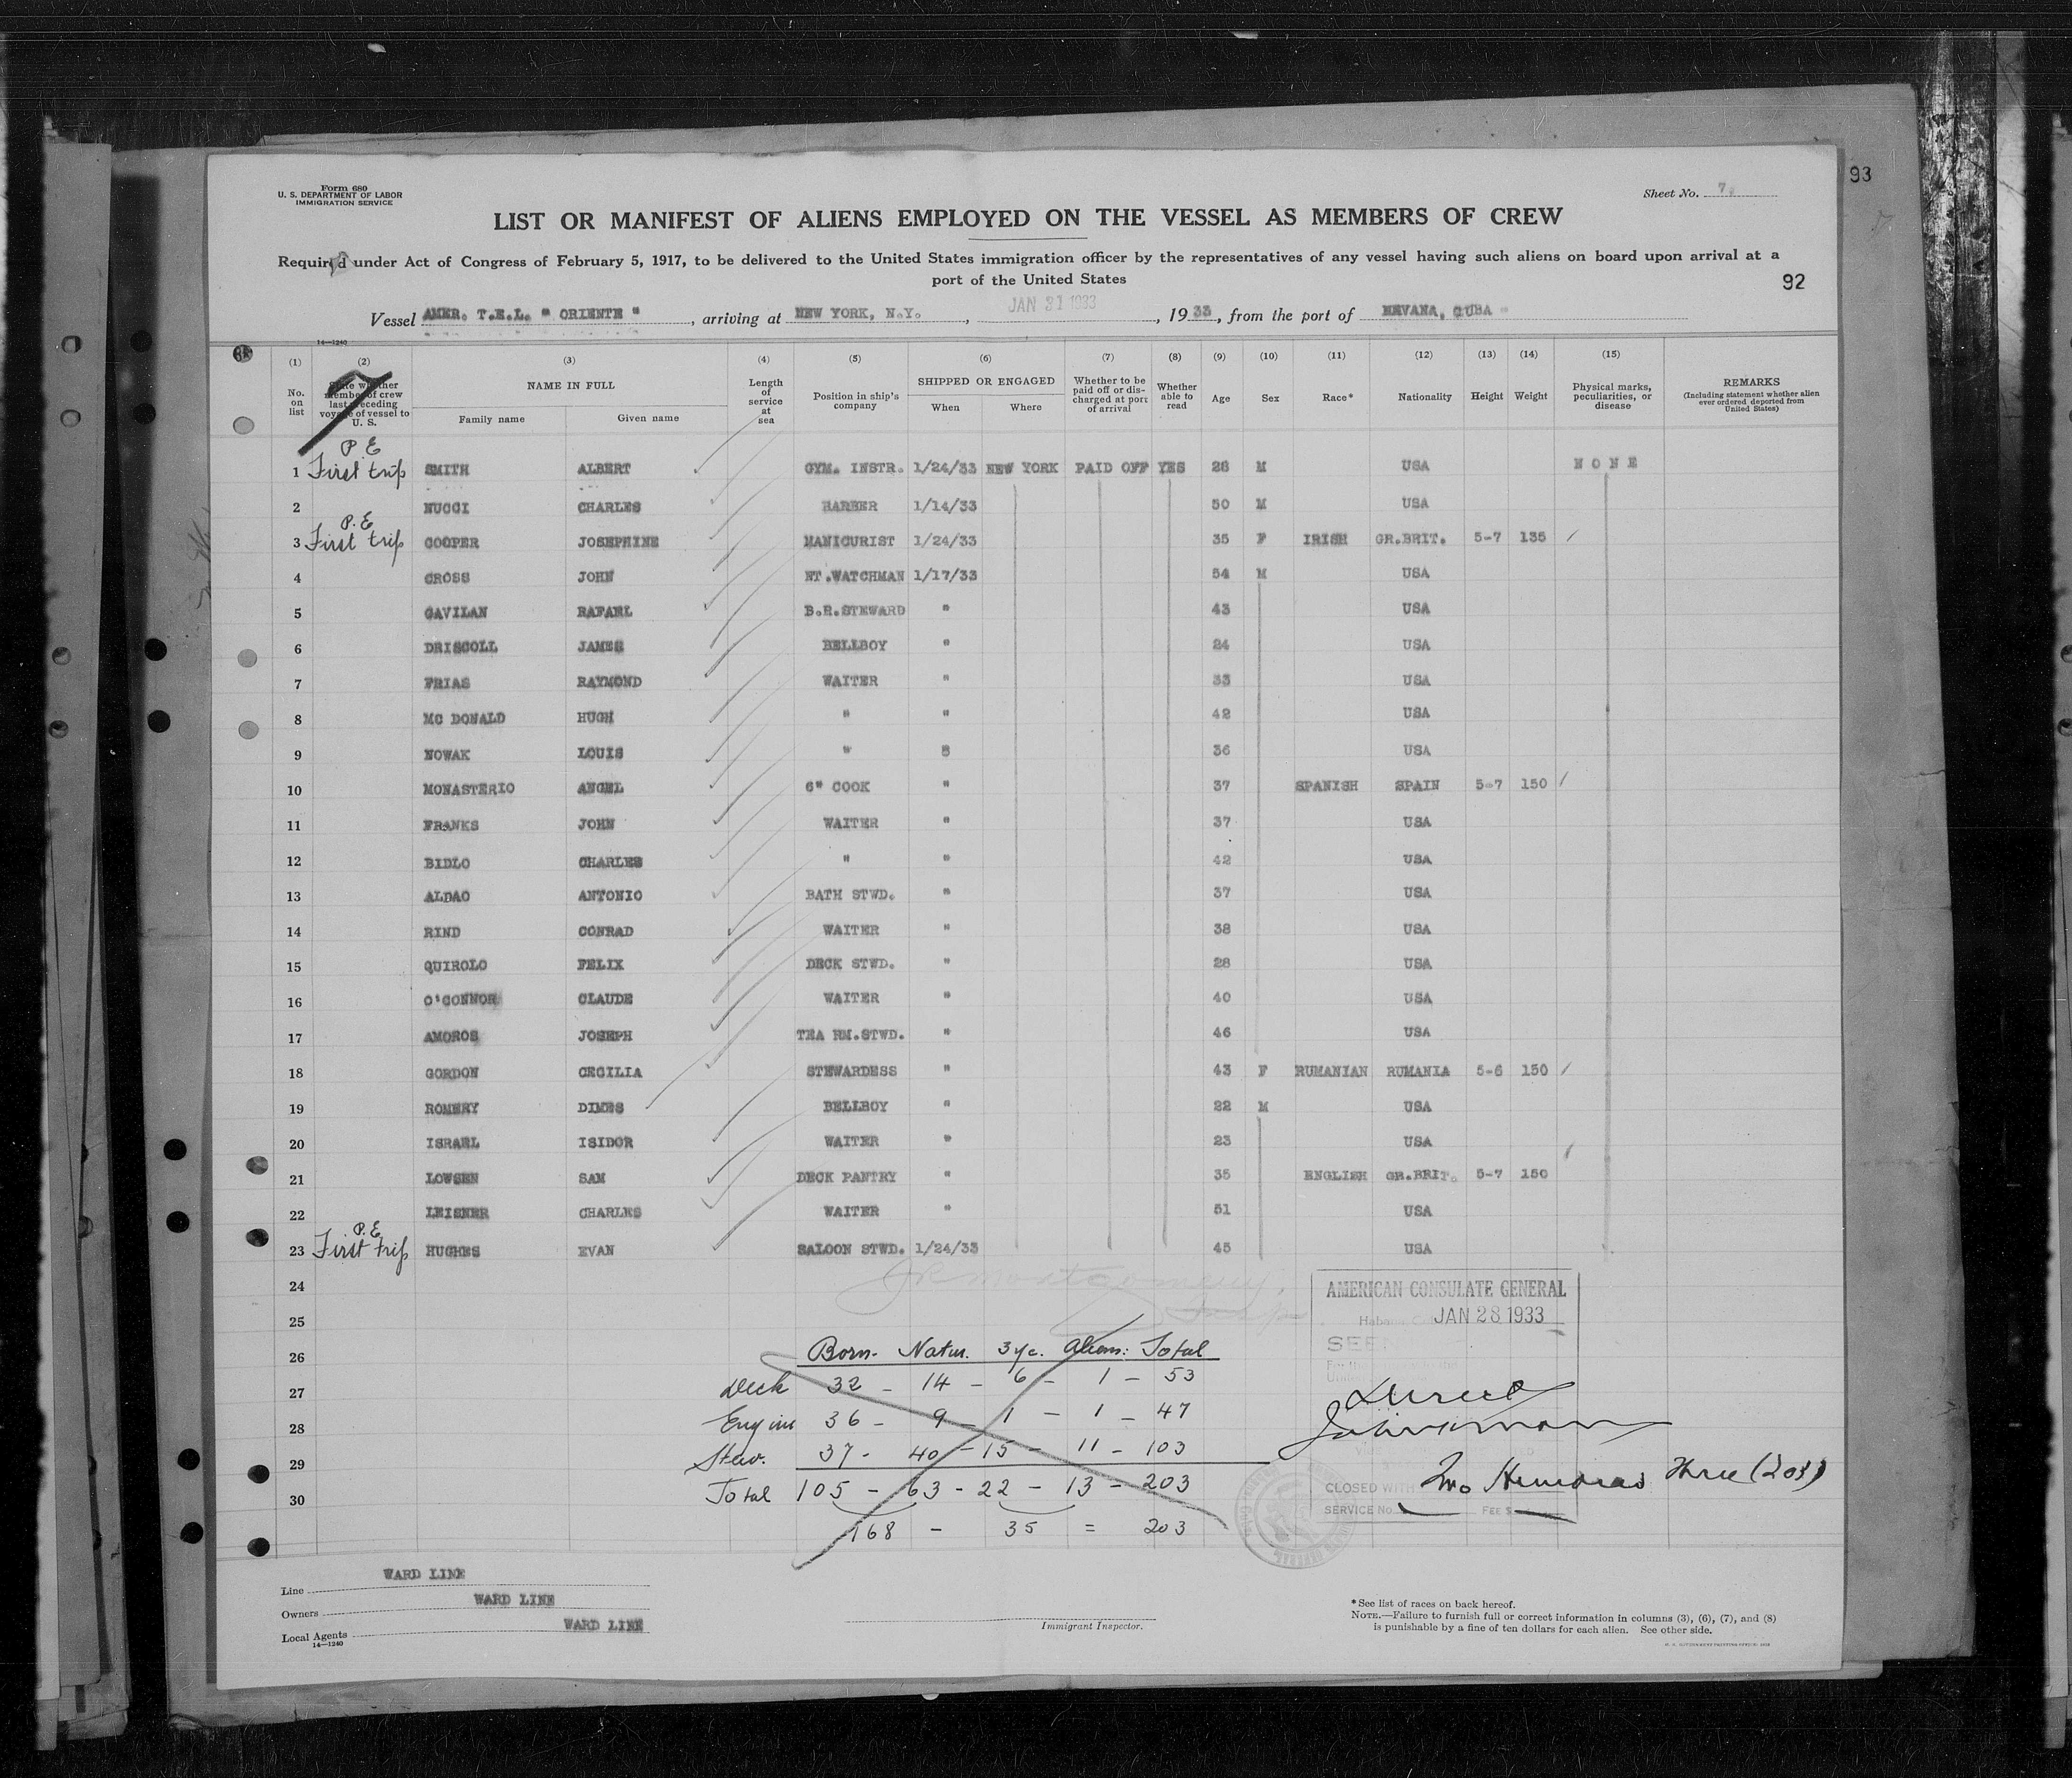 93
Form 680
U. S. DEPARTMENT OF LABOR
IMMIGRATION SERVICE
Sheet No. 7.
LIST OR MANIFEST OF ALIENS EMPLOYED ON THE VESSEL AS MEMBERS OF CREW
Required under Act of Congress of February 5, 1917, to be delivered to the United States immigration officer by the representatives of any vessel having such aliens on board upon arrival at a
port of the United States
92
Vessel AMER. T.E.L. " ORIENTE ", arriving at NEW YORK, N.Y., JAN 31 1933, 1933, from the port of HEVANA, CUBA
14—1240
(1) (2) (3) (4) (5) (6) (7) (8) (9) (10) (11) (12) (13) (14) (15)
No. on list
State whether member of crew last preceding voyage of vessel to U. S.
NAME IN FULL
Family name Given name
Length of service at sea
Position in ship's company
SHIPPED OR ENGAGED
When Where
Whether to be paid off or discharged at port of arrival
Whether able to read
Age Sex Race* Nationality Height Weight
Physical marks, peculiarities, or disease
REMARKS
(Including statement whether alien ever ordered deported from United States)
P.E
1 First trip SMITH ALBERT GYM. INSTR. 1/24/33 NEW YORK PAID OFF YES 28 M USA NONE
2 NUCCI CHARLES BARBER 1/14/33 50 M USA
P.E
3 First trip COOPER JOSEPHINE MANICURIST 1/24/33 35 F IRISH GR.BRIT. 5-7 135
4 CROSS JOHN NT.WATCHMAN 1/17/33 54 M USA
5 GAVILAN RAFAEL B.R.STEWARD " 43 USA
6 DRISCOLL JAMES BELLBOY " 24 USA
7 FRIAS RAYMOND WAITER " 33 USA
8 MC DONALD HUGH " " 42 USA
9 NOWAK LOUIS " " 36 USA
10 MONASTERIO ANGEL 6" COOK " 37 SPANISH SPAIN 5-7 150
11 FRANKS JOHN WAITER " 37 USA
12 BIDLO CHARLES " " 42 USA
13 ALDAO ANTONIO BATH STWD. " 37 USA
14 RIND CONRAD WAITER " 38 USA
15 QUIROLO FELIX DECK STWD. " 28 USA
16 O'CONNOR CLAUDE WAITER " 40 USA
17 AMOROS JOSEPH TEA RM.STWD. " 46 USA
18 GORDON CECILIA STEWARDESS " 43 F RUMANIAN RUMANIA 5-6 150
19 ROMERY DIMES BELLBOY " 22 M USA
20 ISRAEL ISIDOR WAITER " 23 USA
21 LOWSEN SAM DECK PANTRY " 35 ENGLISH GR.BRIT. 5-7 150
22 LEISNER CHARLES WAITER " 51 USA
P.E
23 First trip HUGHES EVAN SALOON STWD. 1/24/33 45 USA
24
25
26
27
28
29
30
AMERICAN CONSULATE GENERAL
JAN 28 1933
SEEN
Born. Natur. 3yc. Aliens: Total
Deck 32 - 14 - 6 - 1 - 53
Engine 36 - 9 - 1 - 1 - 47
Stew. 37 - 40 - 15 - 11 - 103
Total 105 - 63 - 22 - 13 - 203
168 - 35 = 203
CLOSED WITH Two Hundred Three (203)
SERVICE No. FEE $
Line WARD LINE
Owners WARD LINE
Local Agents WARD LINE
14—1240
Immigrant Inspector.
*See list of races on back hereof.
NOTE.—Failure to furnish full or correct information in columns (3), (6), (7), and (8)
is punishable by a fine of ten dollars for each alien. See other side.